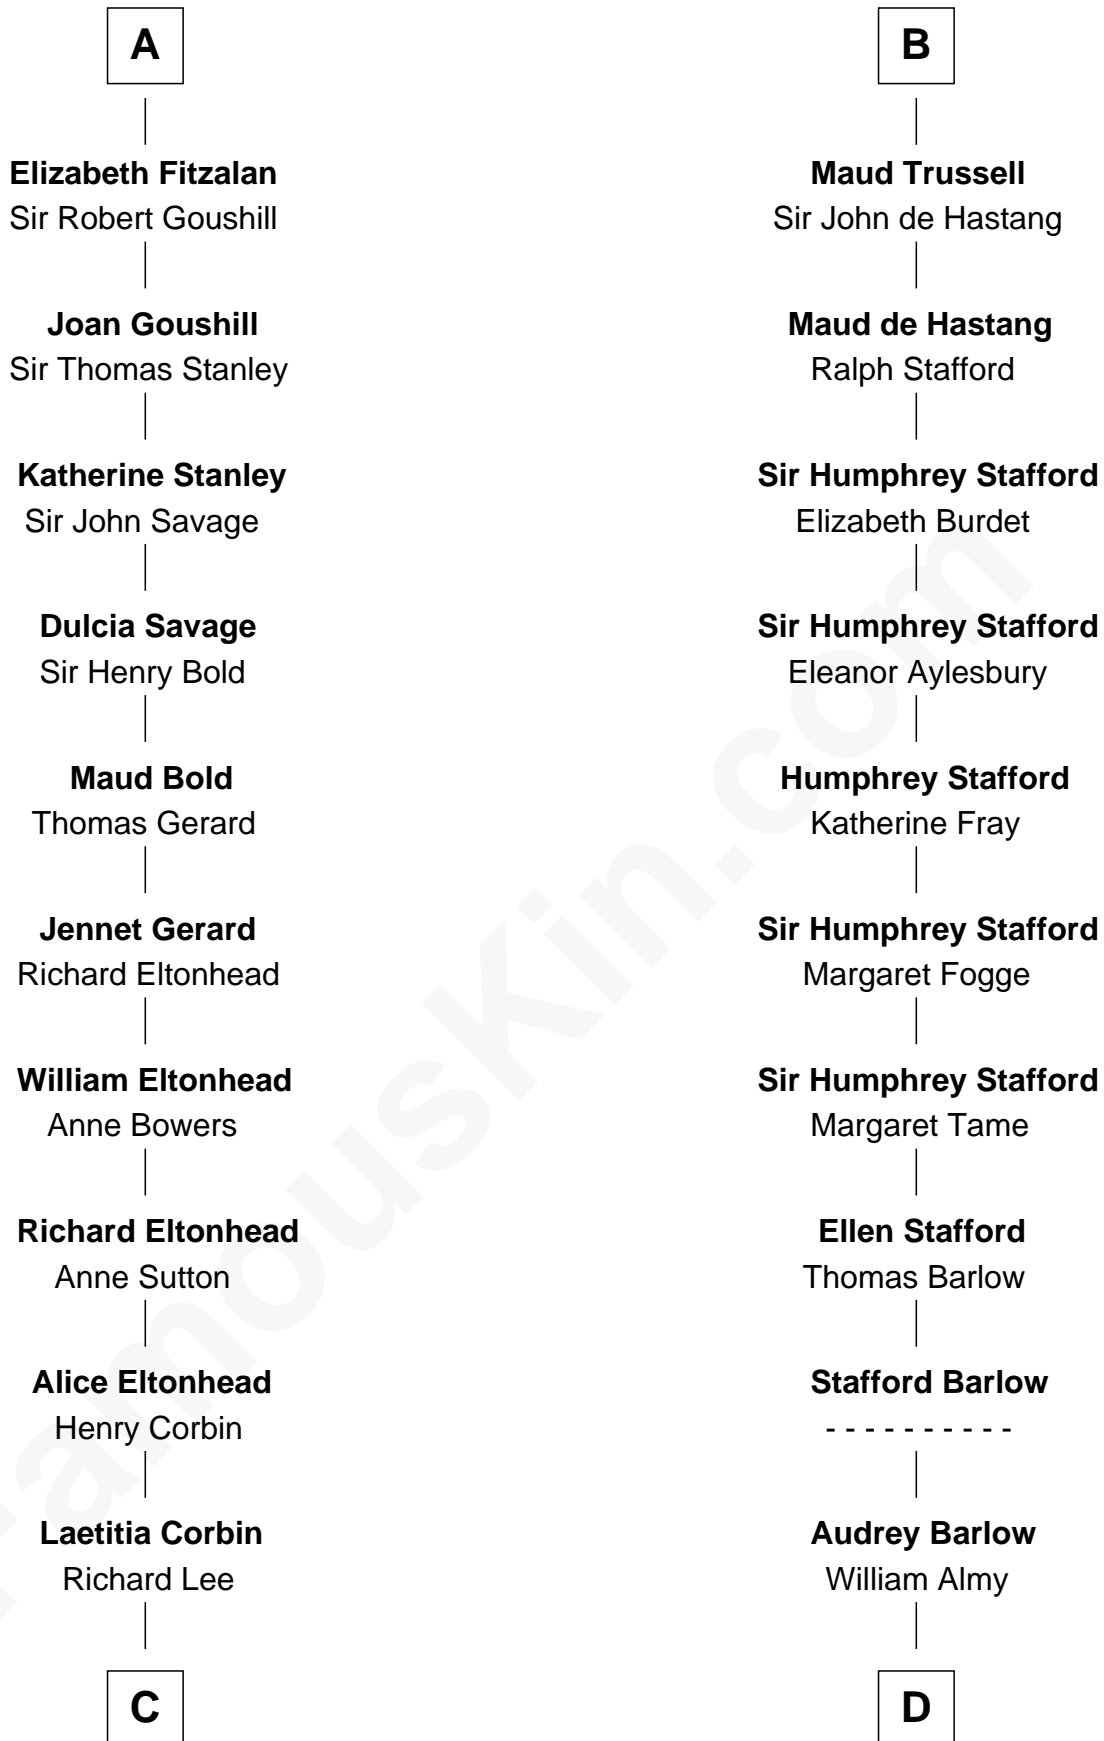 A
Elizabeth Fitzalan
Sir Robert Goushill
Joan Goushill
Sir Thomas Stanley
Katherine Stanley
Sir John Savage
Dulcia Savage
Sir Henry Bold
Maud Bold
Thomas Gerard
Jennet Gerard
Richard Eltonhead
William Eltonhead
Anne Bowers
Richard Eltonhead
Anne Sutton
Alice Eltonhead
Henry Corbin
Laetitia Corbin
Richard Lee
C
B
Maud Trussell
Sir John de Hastang
Maud de Hastang
Ralph Stafford
Sir Humphrey Stafford
Elizabeth Burdet
Sir Humphrey Stafford
Eleanor Aylesbury
Humphrey Stafford
Katherine Fray
Sir Humphrey Stafford
Margaret Fogge
Sir Humphrey Stafford
Margaret Tame
Ellen Stafford
Thomas Barlow
Stafford Barlow
- - - - - - - - - -
Audrey Barlow
William Almy
D
FamousKin.com